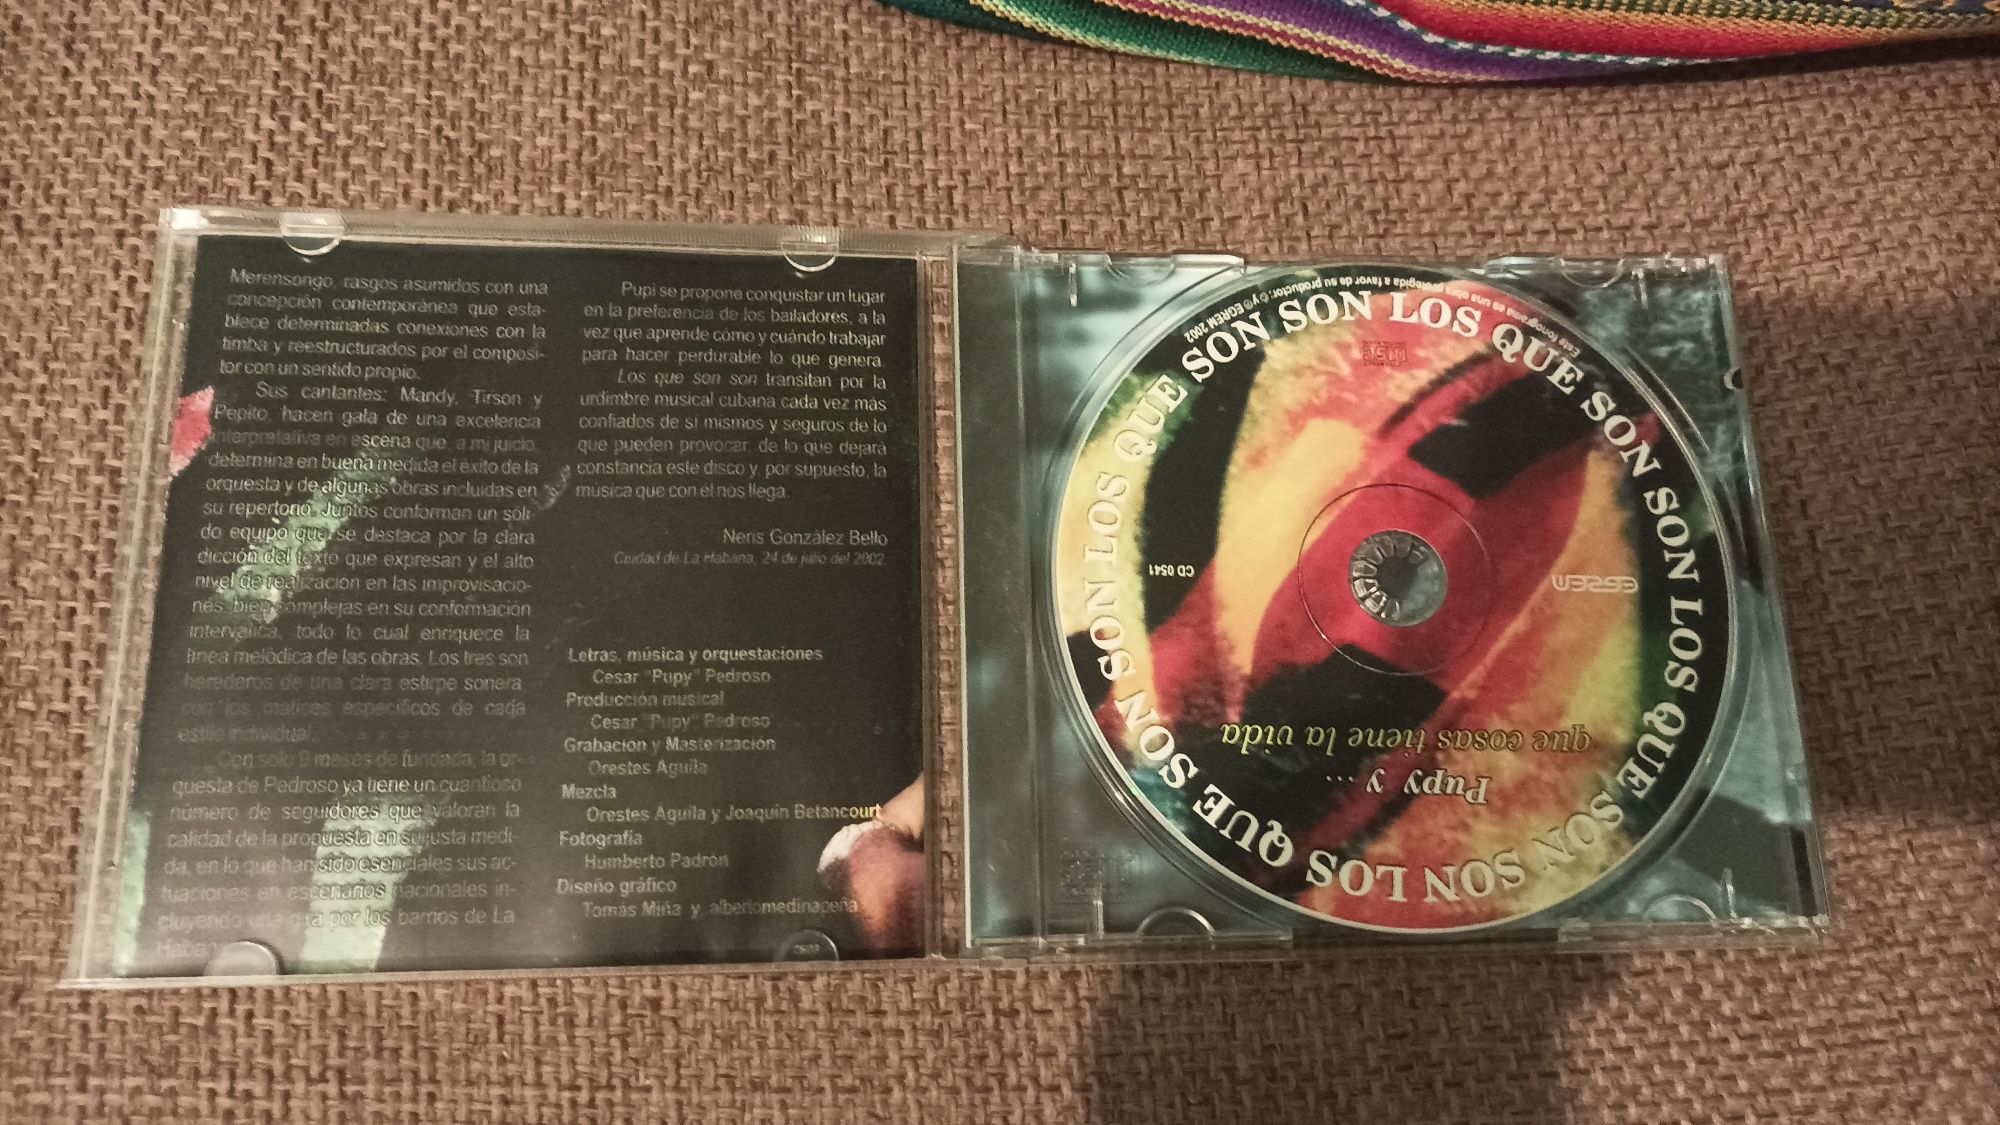 Merensongo, rasgos asumidos con una
concepción contemporánea que esta-
blece determinadas conexiones con la
timba y reestructurados por el composi-
tor con un sentido propio.
Sus cantantes: Mandy, Tirson y
Pepito, hacen gala de una excelencia
interpretativa en escena que, a mi juicio,
determina en buena medida el éxito de la
orquesta y de algunas obras incluidas en
su repertorio. Juntos conforman un sóli-
do equipo que se destaca por la clara
dicción del texto que expresan y el alto
nivel de realización en las improvisacio-
nes, bien complejas en su conformación
interválica, todo lo cual enriquece la
línea melódica de las obras. Los tres son
herederos de una clara estirpe sonera,
con los matices específicos de cada
estilo individual.
Con solo 9 meses de fundada, la or-
questa de Pedroso ya tiene un cuantioso
número de seguidores que valoran la
calidad de la propuesta en su justa medi-
da, en lo que han sido esenciales sus ac-
tuaciones en escenarios nacionales in-
cluyendo una gira por los barrios de La
Habana.
Pupi se propone conquistar un lugar
en la preferencia de los bailadores, a la
vez que aprende cómo y cuándo trabajar
para hacer perdurable lo que genera.
Los que son son transitan por la
urdimbre musical cubana cada vez más
confiados de sí mismos y seguros de lo
que pueden provocar, de lo que dejará
constancia este disco y, por supuesto, la
música que con él nos llega.
Neris González Bello
Ciudad de La Habana, 24 de julio del 2002.
Letras, música y orquestaciones
Cesar "Pupy" Pedroso
Producción musical
Cesar "Pupy" Pedroso
Grabación y Masterización
Orestes Águila
Mezcla
Orestes Águila y Joaquín Betancourt
Fotografía
Humberto Padrón
Diseño gráfico
Tomás Miña y albertomedinapeña
Pupy y ...
que cosas tiene la vida
EGREM
CD 0541
SON LOS QUE SON SON LOS QUE SON SON LOS QUE SON SON LOS QUE SON
Este fonograma es una obra protegida a favor de su productor. © y ℗ EGREM 2002
DISC